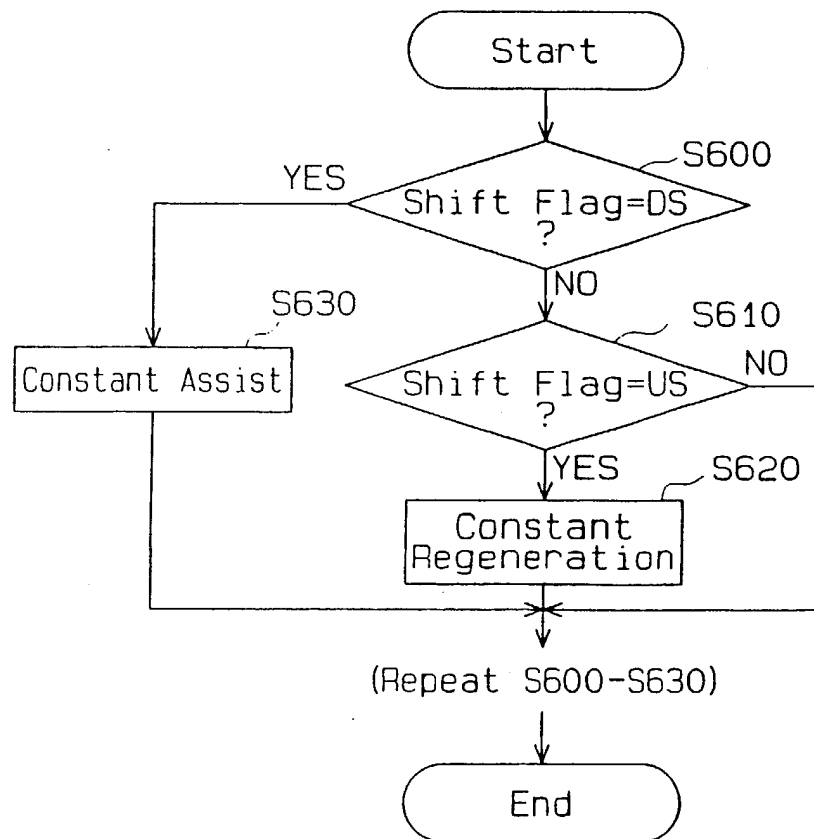 Start
S600
YES
Shift Flag=DS
?
NO
S630
S610
Constant Assist
Shift Flag=US
?
NO
YES
S620
Constant
Regeneration
(Repeat S600-S630)
End